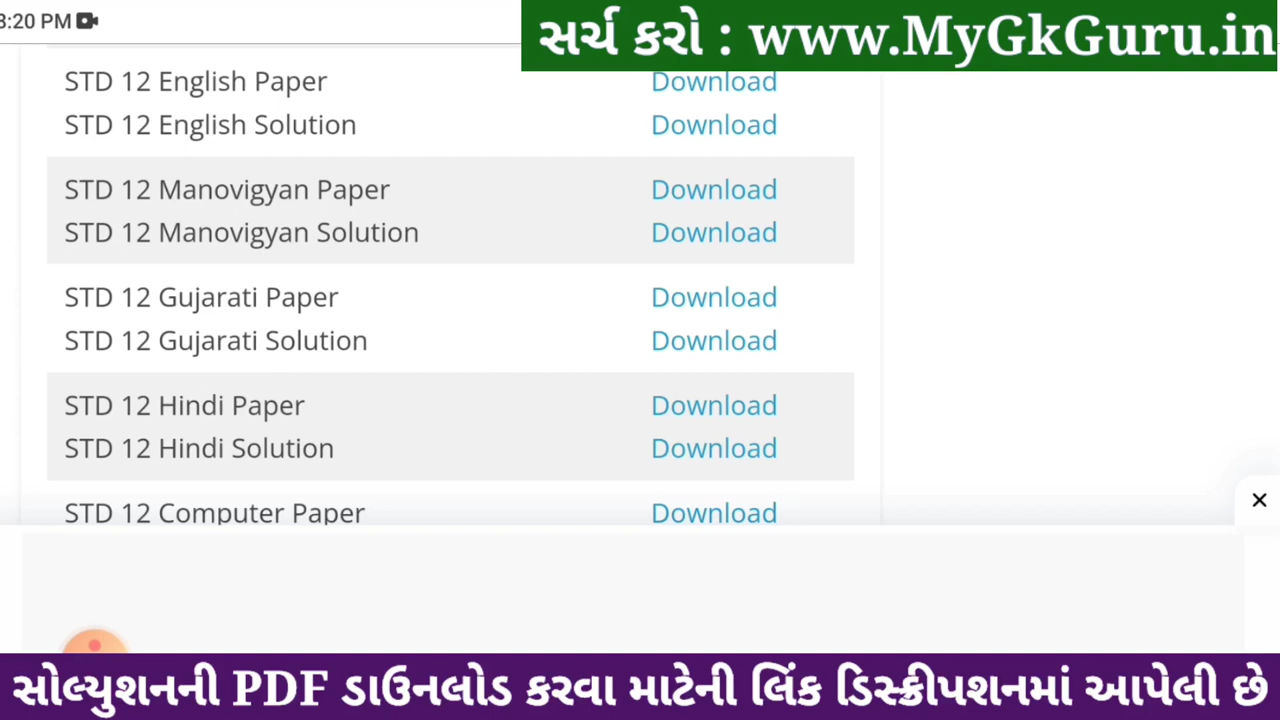 3:20 PM
સર્ચ કરો : www.MyGkGuru.in
STD 12 English Paper Download
STD 12 English Solution Download
STD 12 Manovigyan Paper Download
STD 12 Manovigyan Solution Download
STD 12 Gujarati Paper Download
STD 12 Gujarati Solution Download
STD 12 Hindi Paper Download
STD 12 Hindi Solution Download
STD 12 Computer Paper Download
સોલ્યુશનની PDF ડાઉનલોડ કરવા માટેની લિંક ડિસ્ક્રીપશનમાં આપેલી છે